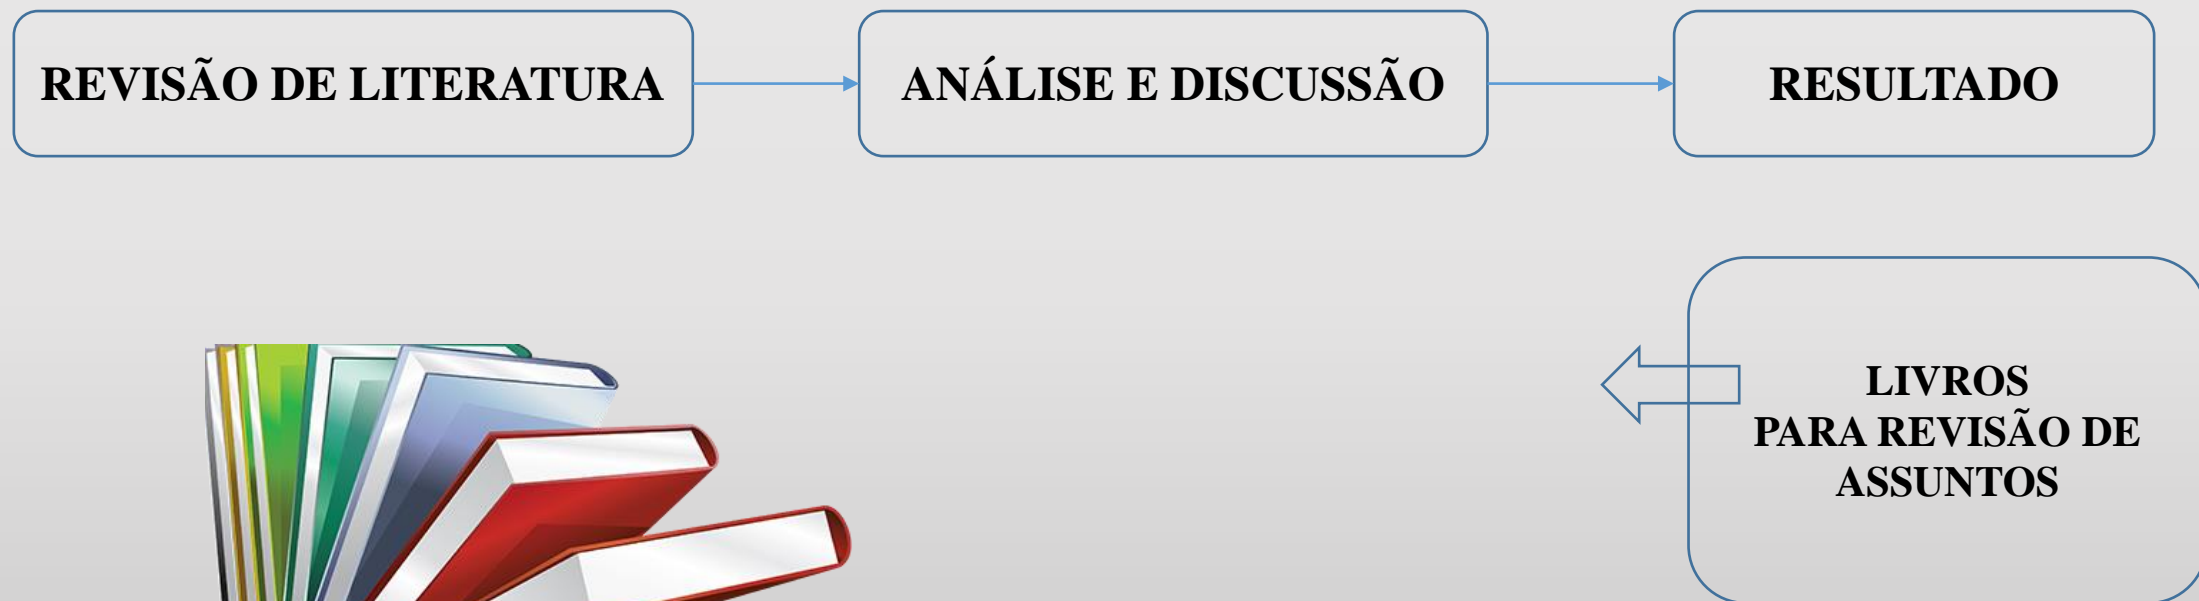 REVISÃO DE LITERATURA
ANÁLISE E DISCUSSÃO
RESULTADO
LIVROS
PARA REVISÃO DE
ASSUNTOS